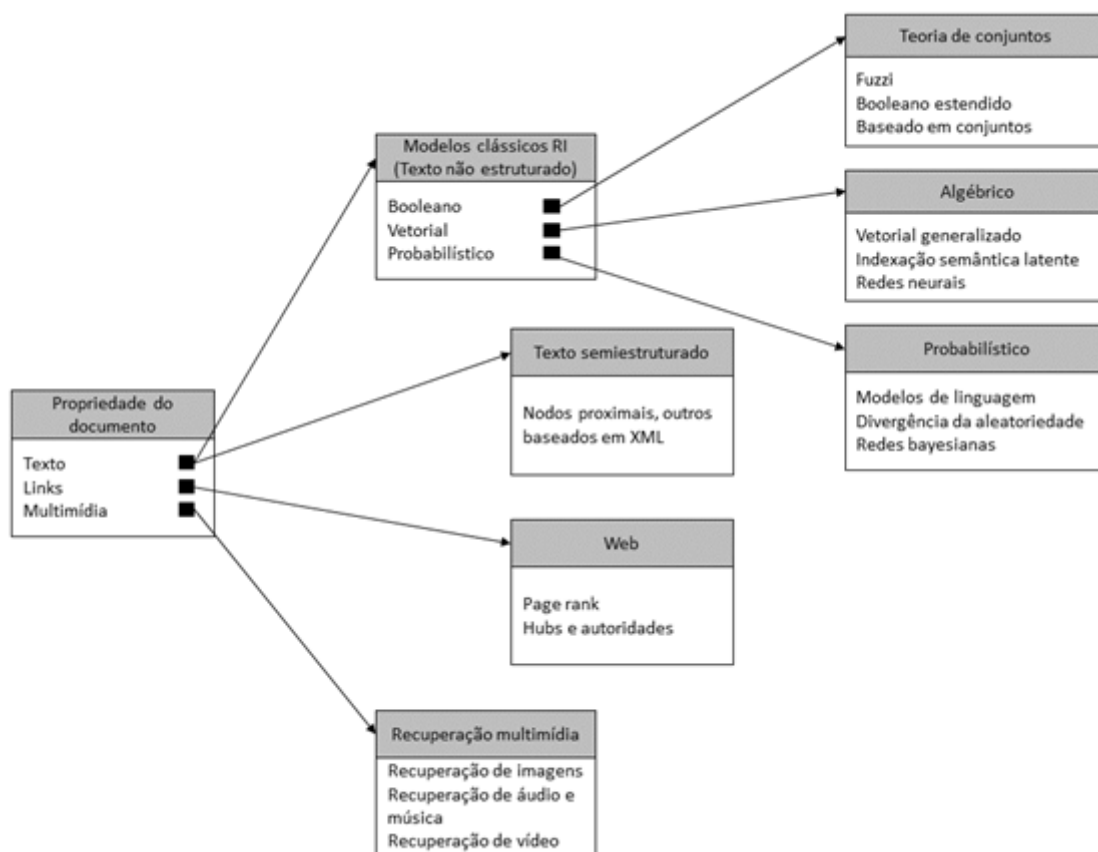 Teoria de conjuntos
Fuzzi
Booleano estendido
Baseado em conjuntos
Modelos clássicos RI
(Texto não estruturado)
Booleano
Vetorial
Probabilístico
Algébrico
Vetorial generalizado
Indexação semântica latente
Redes neurais
Texto semiestruturado
Nodos proximais, outros
baseados em XML
Probabilístico
Modelos de linguagem
Divergência da aleatoriedade
Redes bayesianas
Propriedade do
documento
Texto
Links
Multimídia
Web
Page rank
Hubs e autoridades
Recuperação multimídia
Recuperação de imagens
Recuperação de áudio e
música
Recuperação de vídeo